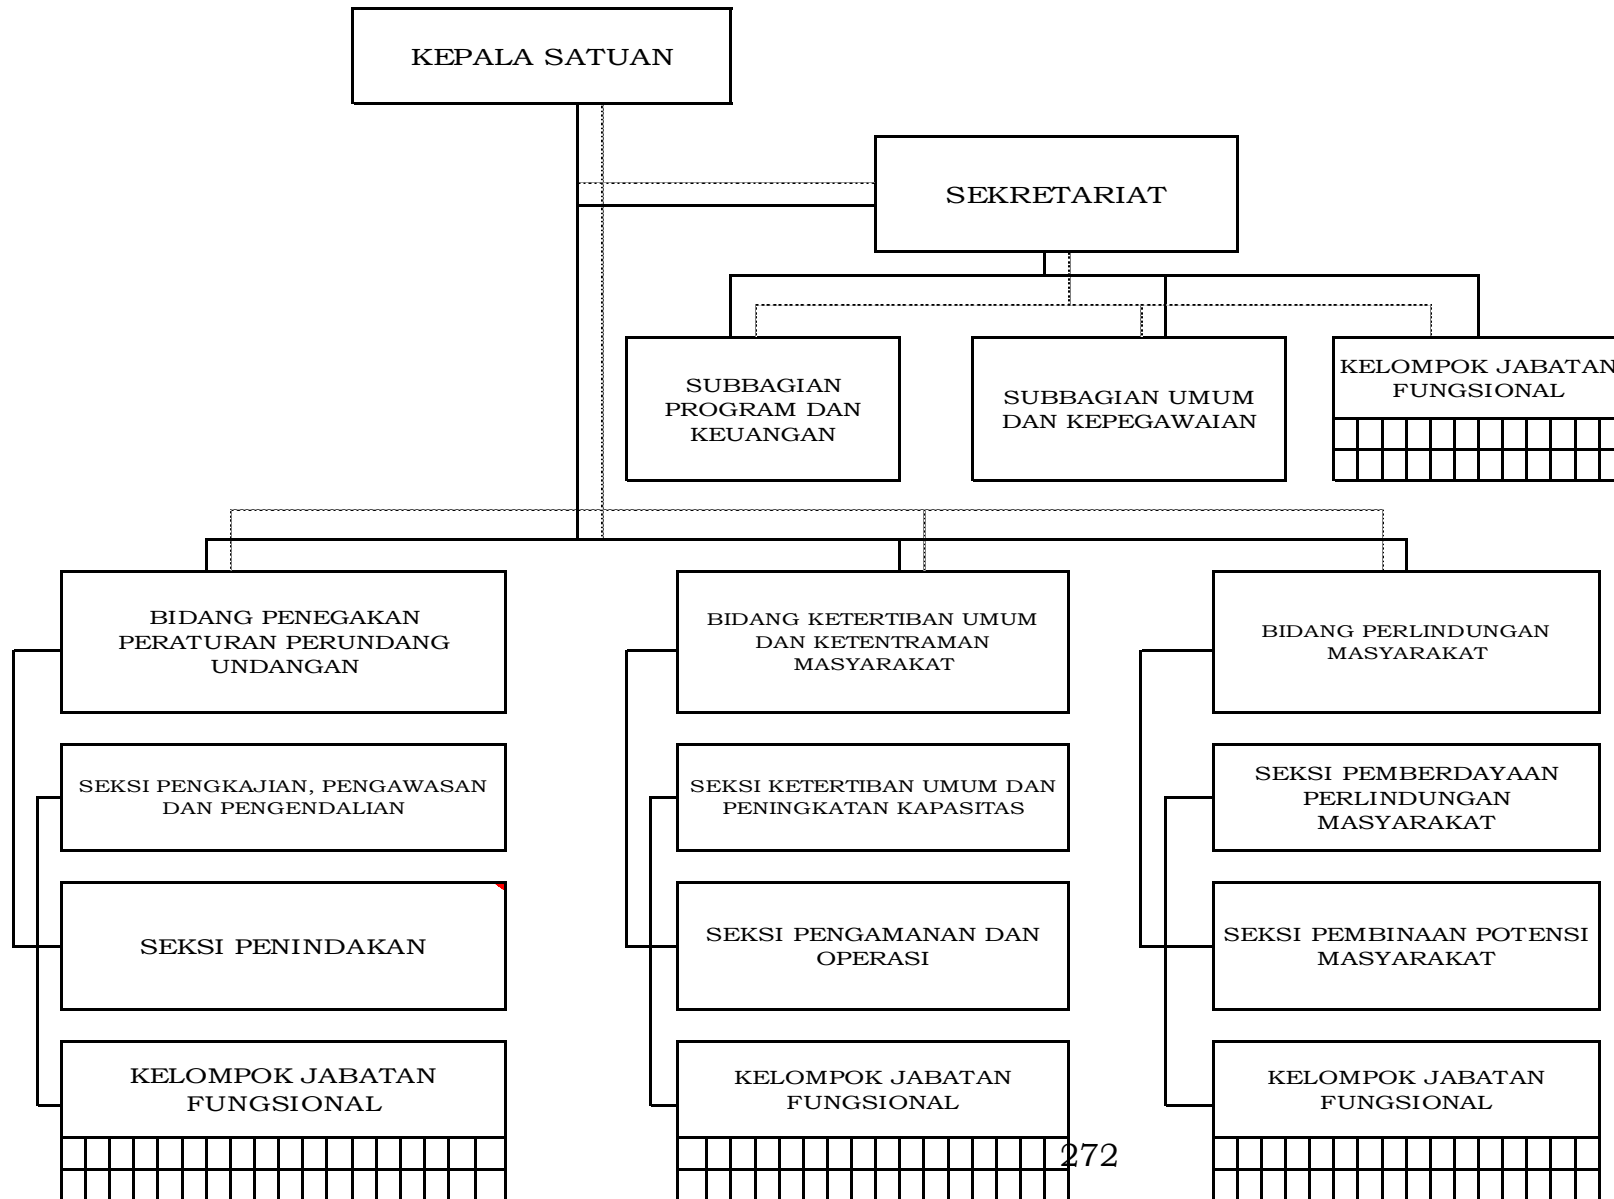 KEPALA SATUAN
SEKRETARIAT
SUBBAGIAN
PROGRAM DAN
KEUANGAN
SUBBAGIAN UMUM
DAN KEPEGAWAIAN
KELOMPOK JABATAN
FUNGSIONAL
BIDANG PENEGAKAN
PERATURAN PERUNDANG
UNDANGAN
BIDANG KETERTIBAN UMUM
DAN KETENTRAMAN
MASYARAKAT
BIDANG PERLINDUNGAN
MASYARAKAT
SEKSI PENGKAJIAN, PENGAWASAN
DAN PENGENDALIAN
SEKSI KETERTIBAN UMUM DAN
PENINGKATAN KAPASITAS
SEKSI PEMBERDAYAAN
PERLINDUNGAN
MASYARAKAT
SEKSI PENINDAKAN
SEKSI PENGAMANAN DAN
OPERASI
SEKSI PEMBINAAN POTENSI
MASYARAKAT
KELOMPOK JABATAN
FUNGSIONAL
KELOMPOK JABATAN
FUNGSIONAL
KELOMPOK JABATAN
FUNGSIONAL
272